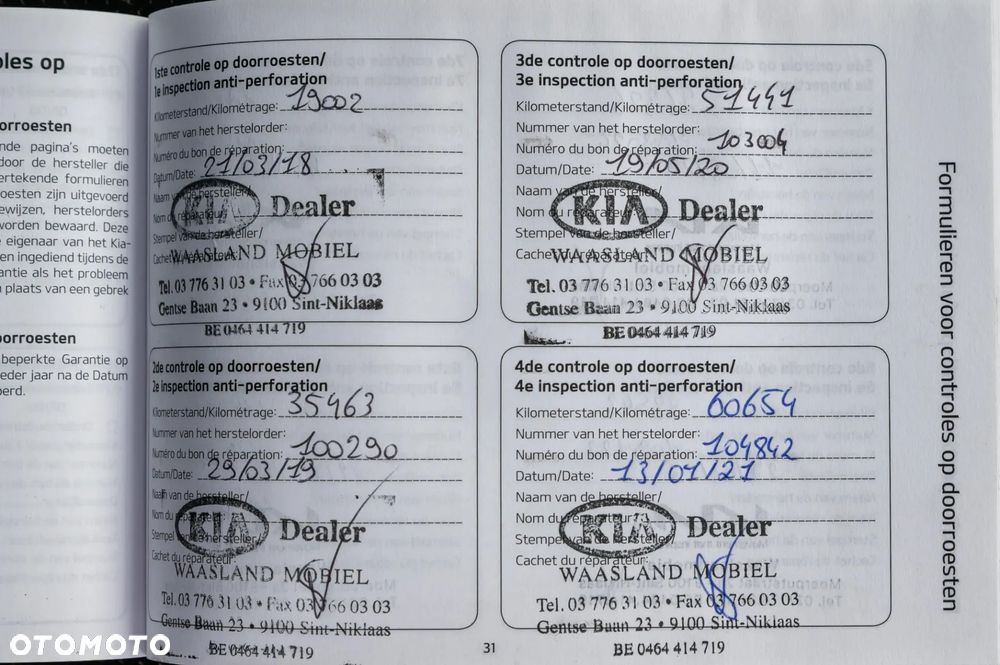 oles op
orroesten
nde pagina's moeten
door de hersteller die
ertekende formulieren
oesten zijn uitgevoerd
ewijzen, herstelorders
vorden bewaard. Deze
e eigenaar van het Kia-
en ingediend tijdens de
antie als het probleem
plaats van een gebrek
oorroesten
beperkte Garantie op
eder jaar na de Datum
oerd.
1ste controle op doorroesten/
1e inspection anti-perforation
Kilometerstand/Kilométrage: 19002
Nummer van het herstelorder:
Numéro du bon de réparation:
Datum/Date: 21/03/18
Naam van de hersteller/
Nom du réparateur:
KIA Dealer
Stempel van de hersteller/
Cachet du réparateur:
WAASLAND MOBIEL
Tel. 03 776 31 03 • Fax 03 766 03 03
Gentse Baan 23 • 9100 Sint-Niklaas
BE 0464 414 719
2de controle op doorroesten/
2e inspection anti-perforation
Kilometerstand/Kilométrage: 35463
Nummer van het herstelorder:
Numéro du bon de réparation: 100290
Datum/Date: 29/03/19
Naam van de hersteller/
Nom du
KIA Dealer
Stempel van de hersteller/
Cachet du réparateur:
WAASLAND MOBIEL
Tel. 03 776 31 03 • Fax 03 766 03 03
Gentse Baan 23 • 9100 Sint-Niklaas
BE 0464 414 719
3de controle op doorroesten/
3e inspection anti-perforation
Kilometerstand/Kilométrage: 51441
Nummer van het herstelorder:
Numéro du bon de réparation: 103004
Datum/Date: 19/05/20
Naam van de hersteller/
Nom du réparateur:
KIA Dealer
Stempel van de hersteller/
Cachet du réparateur:
WAASLAND MOBIEL
Tel. 03 776 31 03 • Fax 03 766 03 03
Gentse Baan 23 • 9100 Sint-Niklaas
BE 0464 414 719
4de controle op doorroesten/
4e inspection anti-perforation
Kilometerstand/Kilométrage: 60654
Nummer van het herstelorder:
Numéro du bon de réparation: 104842
Datum/Date: 13/01/21
Naam van de hersteller/
Nom du réparateur:
KIA Dealer
Stempel van de hersteller/
Cachet du réparateur:
WAASLAND MOBIEL
Tel. 03 776 31 03 • Fax 03 766 03 03
Gentse Baan 23 • 9100 Sint-Niklaas
BE 0464 414 719
Formulieren voor controles op doorroesten
31
OTOMOTO